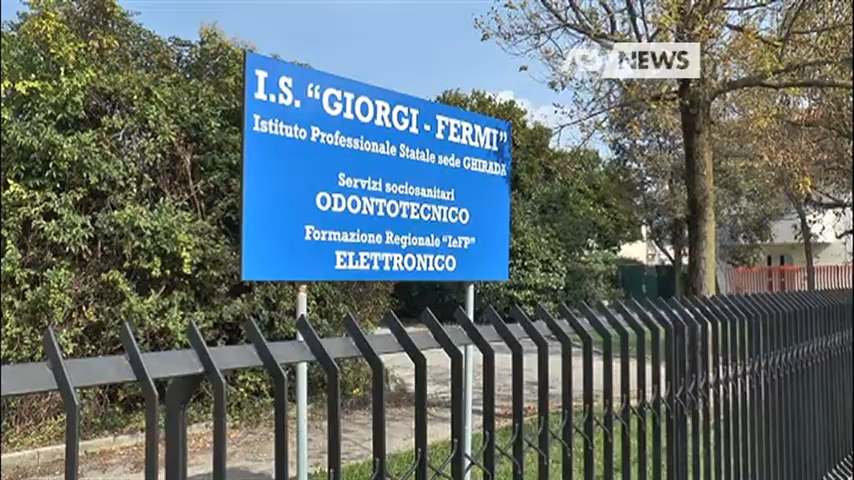 NEWS
I.S. "GIORGI - FERMI"
Istituto Professionale Statale sede GHIRADA
Servizi sociosanitari
ODONTOTECNICO
Formazione Regionale "IeFP"
ELETTRONICO